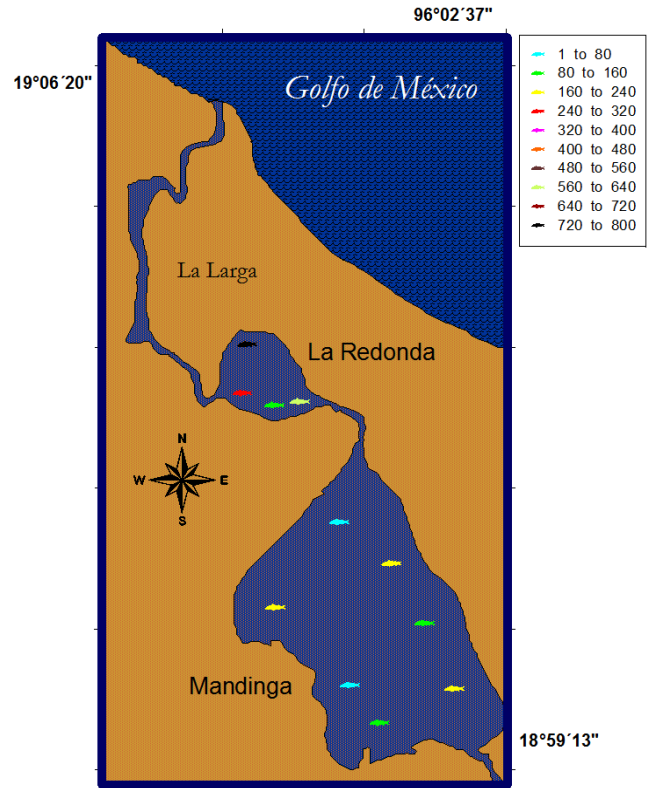 96°02´37"
19°06´20"
Golfo de México
1 to 80
80 to 160
160 to 240
240 to 320
320 to 400
400 to 480
480 to 560
560 to 640
640 to 720
720 to 800
La Larga
La Redonda
N
W E
S
Mandinga
18°59´13"